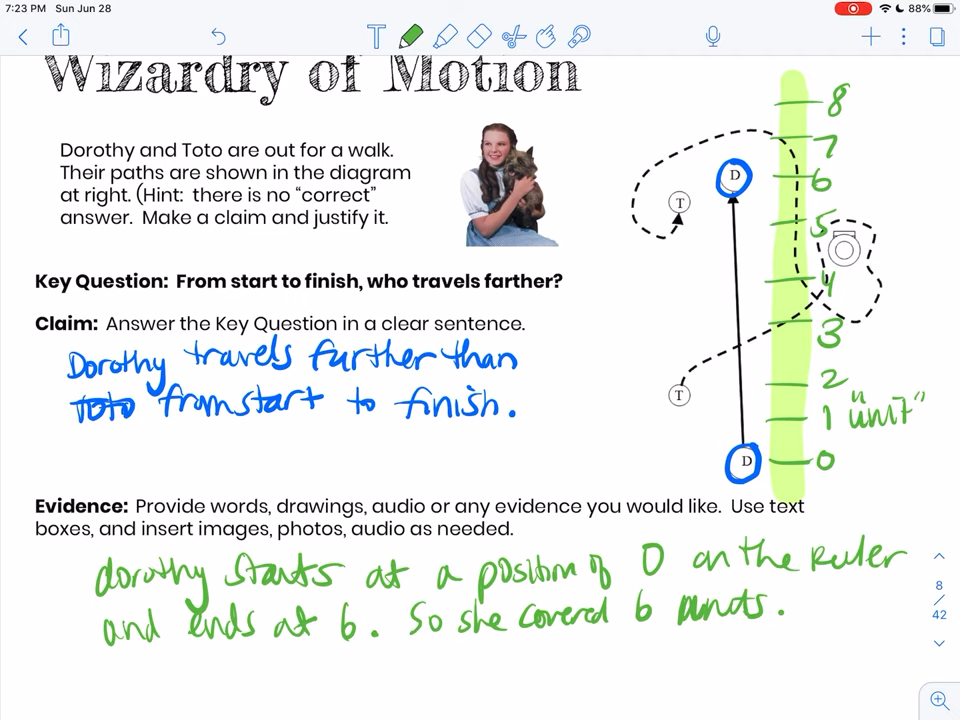 7:23 PM Sun Jun 28
88%
Wizardry of Motion
Dorothy and Toto are out for a walk.
Their paths are shown in the diagram
at right. (Hint: there is no “correct”
answer. Make a claim and justify it.
Key Question: From start to finish, who travels farther?
Claim: Answer the Key Question in a clear sentence.
Dorothy travels further than
Toto from start to finish.
8
7
D
6
T
5
4
3
2
T
1 "unit"
D
0
Evidence: Provide words, drawings, audio or any evidence you would like. Use text
boxes, and insert images, photos, audio as needed.
dorothy starts at a position of 0 on the Ruler
and ends at 6. So she covered 6 units.
8
/
42